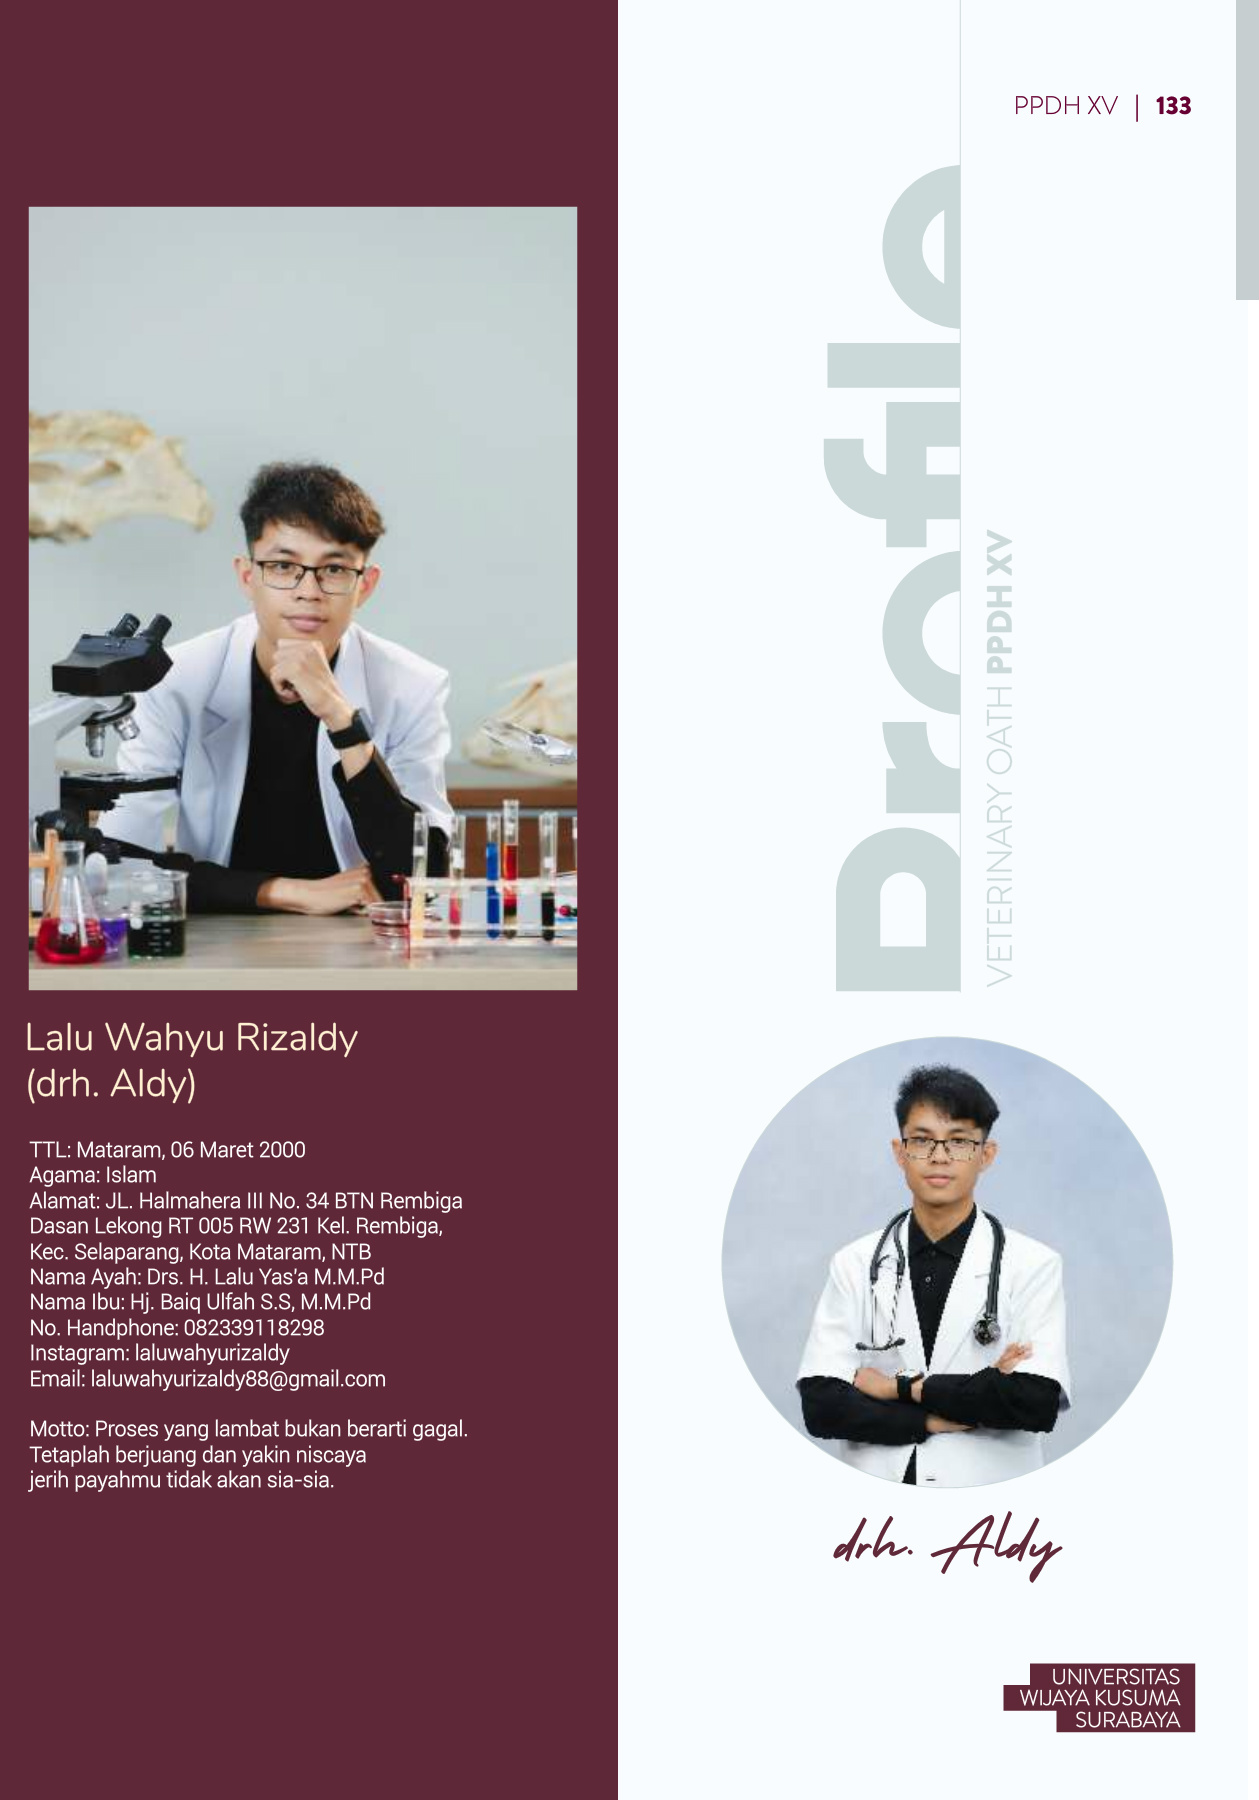 PPDH XV | 133
Profile
VETERINARY OATH PPDH XV
Lalu Wahyu Rizaldy
(drh. Aldy)
TTL: Mataram, 06 Maret 2000
Agama: Islam
Alamat: JL. Halmahera III No. 34 BTN Rembiga
Dasan Lekong RT 005 RW 231 Kel. Rembiga,
Kec. Selaparang, Kota Mataram, NTB
Nama Ayah: Drs. H. Lalu Yas'a M.M.Pd
Nama Ibu: Hj. Baiq Ulfah S.S, M.M.Pd
No. Handphone: 082339118298
Instagram: laluwahyurizaldy
Email: laluwahyurizaldy88@gmail.com
Motto: Proses yang lambat bukan berarti gagal.
Tetaplah berjuang dan yakin niscaya
jerih payahmu tidak akan sia-sia.
drh. Aldy
UNIVERSITAS
WIJAYA KUSUMA
SURABAYA